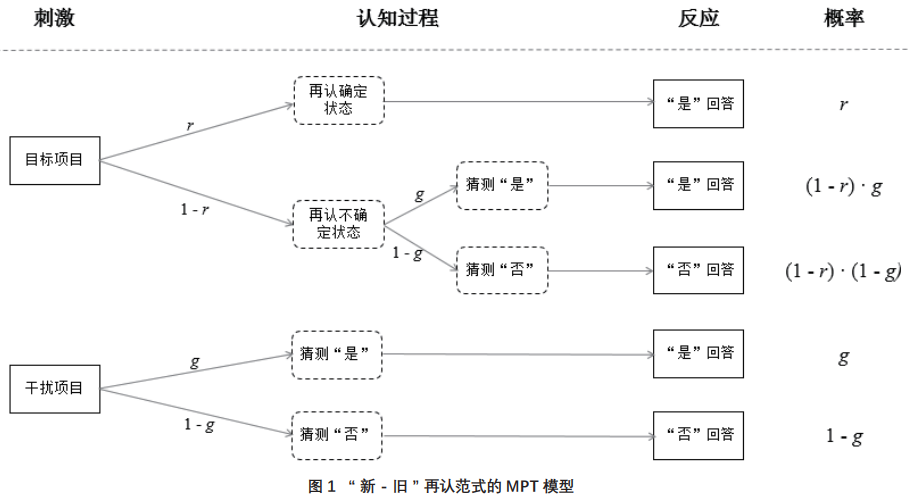 刺激 认知过程 反应 概率
再认确定
状态
“是”回答
r
r
目标项目
1 - r
再认不确
定状态
g
猜测“是”
“是”回答
(1 - r) · g
1 - g
猜测“否”
“否”回答
(1 - r) · (1 - g)
干扰项目
g
猜测“是”
“是”回答
g
1 - g
猜测“否”
“否”回答
1 - g
图 1 “新 - 旧”再认范式的 MPT 模型